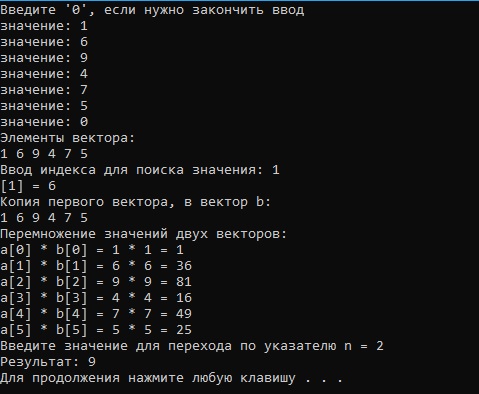 Введите '0', если нужно закончить ввод
значение: 1
значение: 6
значение: 9
значение: 4
значение: 7
значение: 5
значение: 0
Элементы вектора:
1 6 9 4 7 5
Ввод индекса для поиска значения: 1
[1] = 6
Копия первого вектора, в вектор b:
1 6 9 4 7 5
Перемножение значений двух векторов:
a[0] * b[0] = 1 * 1 = 1
a[1] * b[1] = 6 * 6 = 36
a[2] * b[2] = 9 * 9 = 81
a[3] * b[3] = 4 * 4 = 16
a[4] * b[4] = 7 * 7 = 49
a[5] * b[5] = 5 * 5 = 25
Введите значение для перехода по указателю n = 2
Результат: 9
Для продолжения нажмите любую клавишу . . .